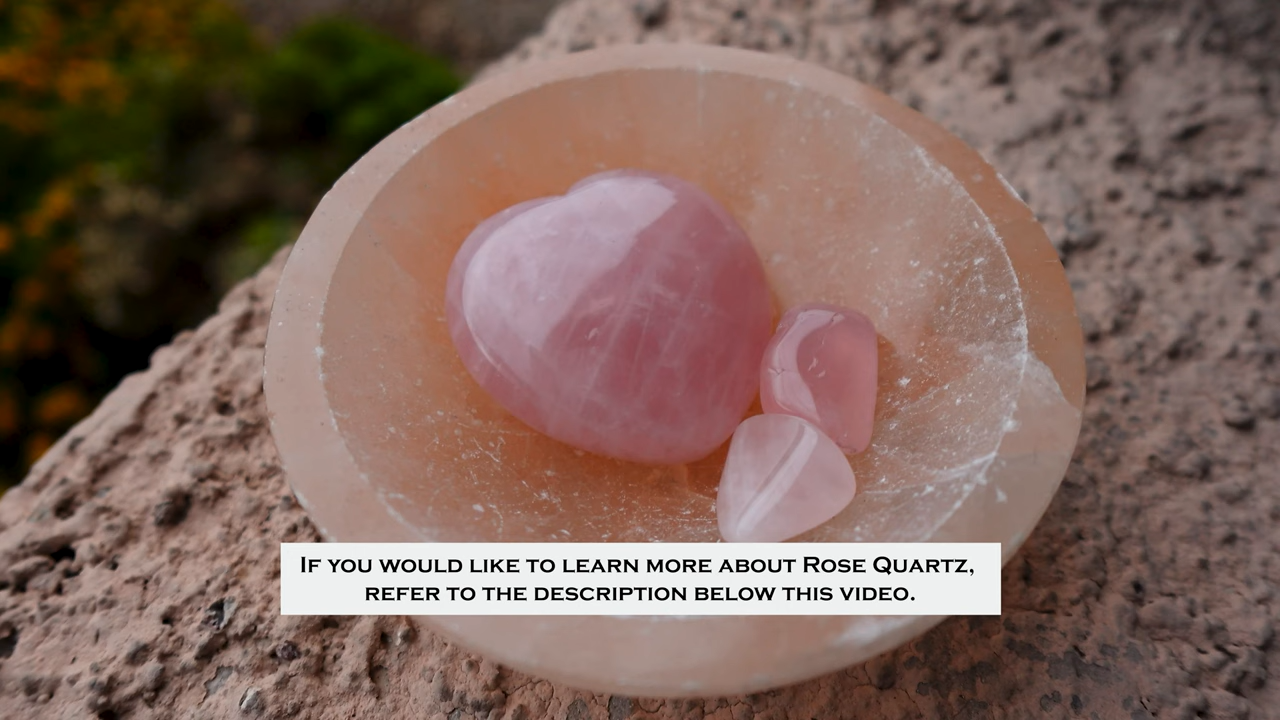 If you would like to learn more about Rose Quartz,
refer to the description below this video.